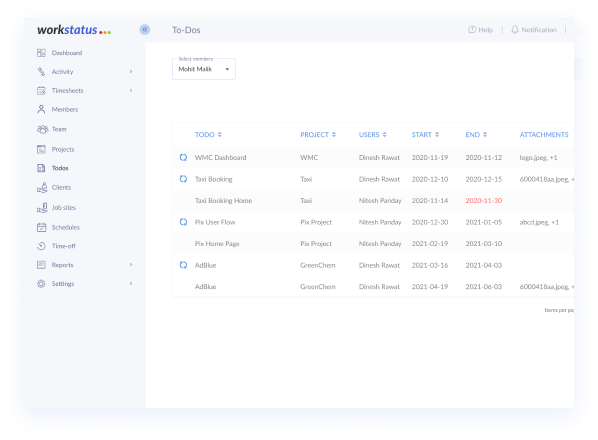 workstatus
To-Dos
Help
Notification
Dashboard
Activity
Timesheets
Members
Team
Projects
Todos
Clients
Job sites
Schedules
Time-off
Reports
Settings
Select members
Mohit Malik
TODO PROJECT USERS START END ATTACHMENTS
WMC Dashboard WMC Dinesh Rawat 2020-11-19 2020-11-12 logo.jpeg, +1
Taxi Booking Taxi Dinesh Rawat 2020-12-10 2020-12-15 6000418aa.jpeg, +
Taxi Booking Home Taxi Nitesh Panday 2020-11-14 2020-11-30
Pix User Flow Pix Project Nitesh Panday 2020-12-30 2021-01-05 abcd.jpeg, +1
Pix Home Page Pix Project Nitesh Panday 2021-02-19 2021-03-10
AdBlue GreenChem Dinesh Rawat 2021-03-16 2021-04-03
AdBlue GreenChem Dinesh Rawat 2021-04-19 2021-06-03 6000418aa.jpeg, +
Items per pa